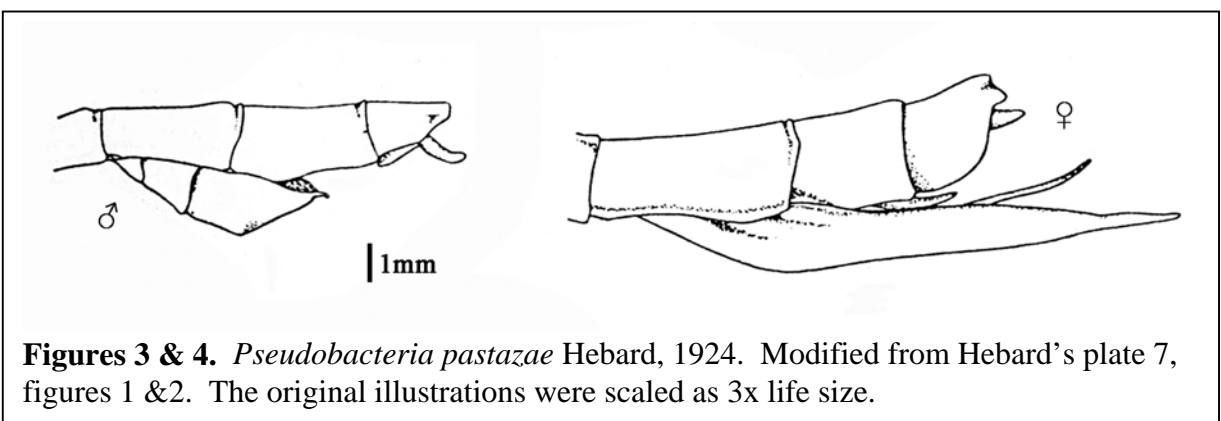 ♂
1mm
♀
Figures 3 & 4. Pseudobacteria pastazae Hebard, 1924. Modified from Hebard’s plate 7,
figures 1 &2. The original illustrations were scaled as 3x life size.